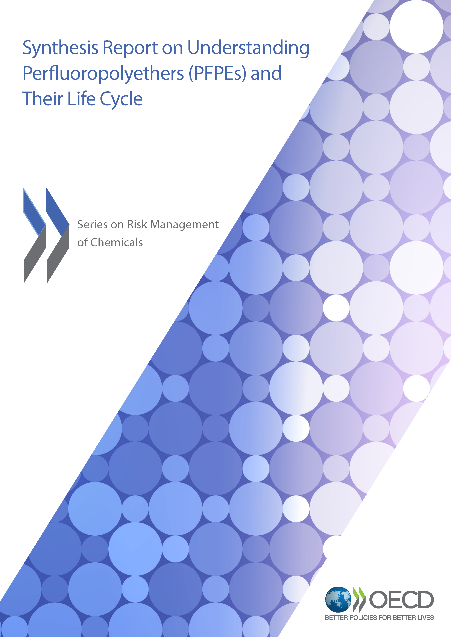 Synthesis Report on Understanding
Perfluoropolyethers (PFPEs) and
Their Life Cycle
Series on Risk Management
of Chemicals
OECD
BETTER POLICIES FOR BETTER LIVES